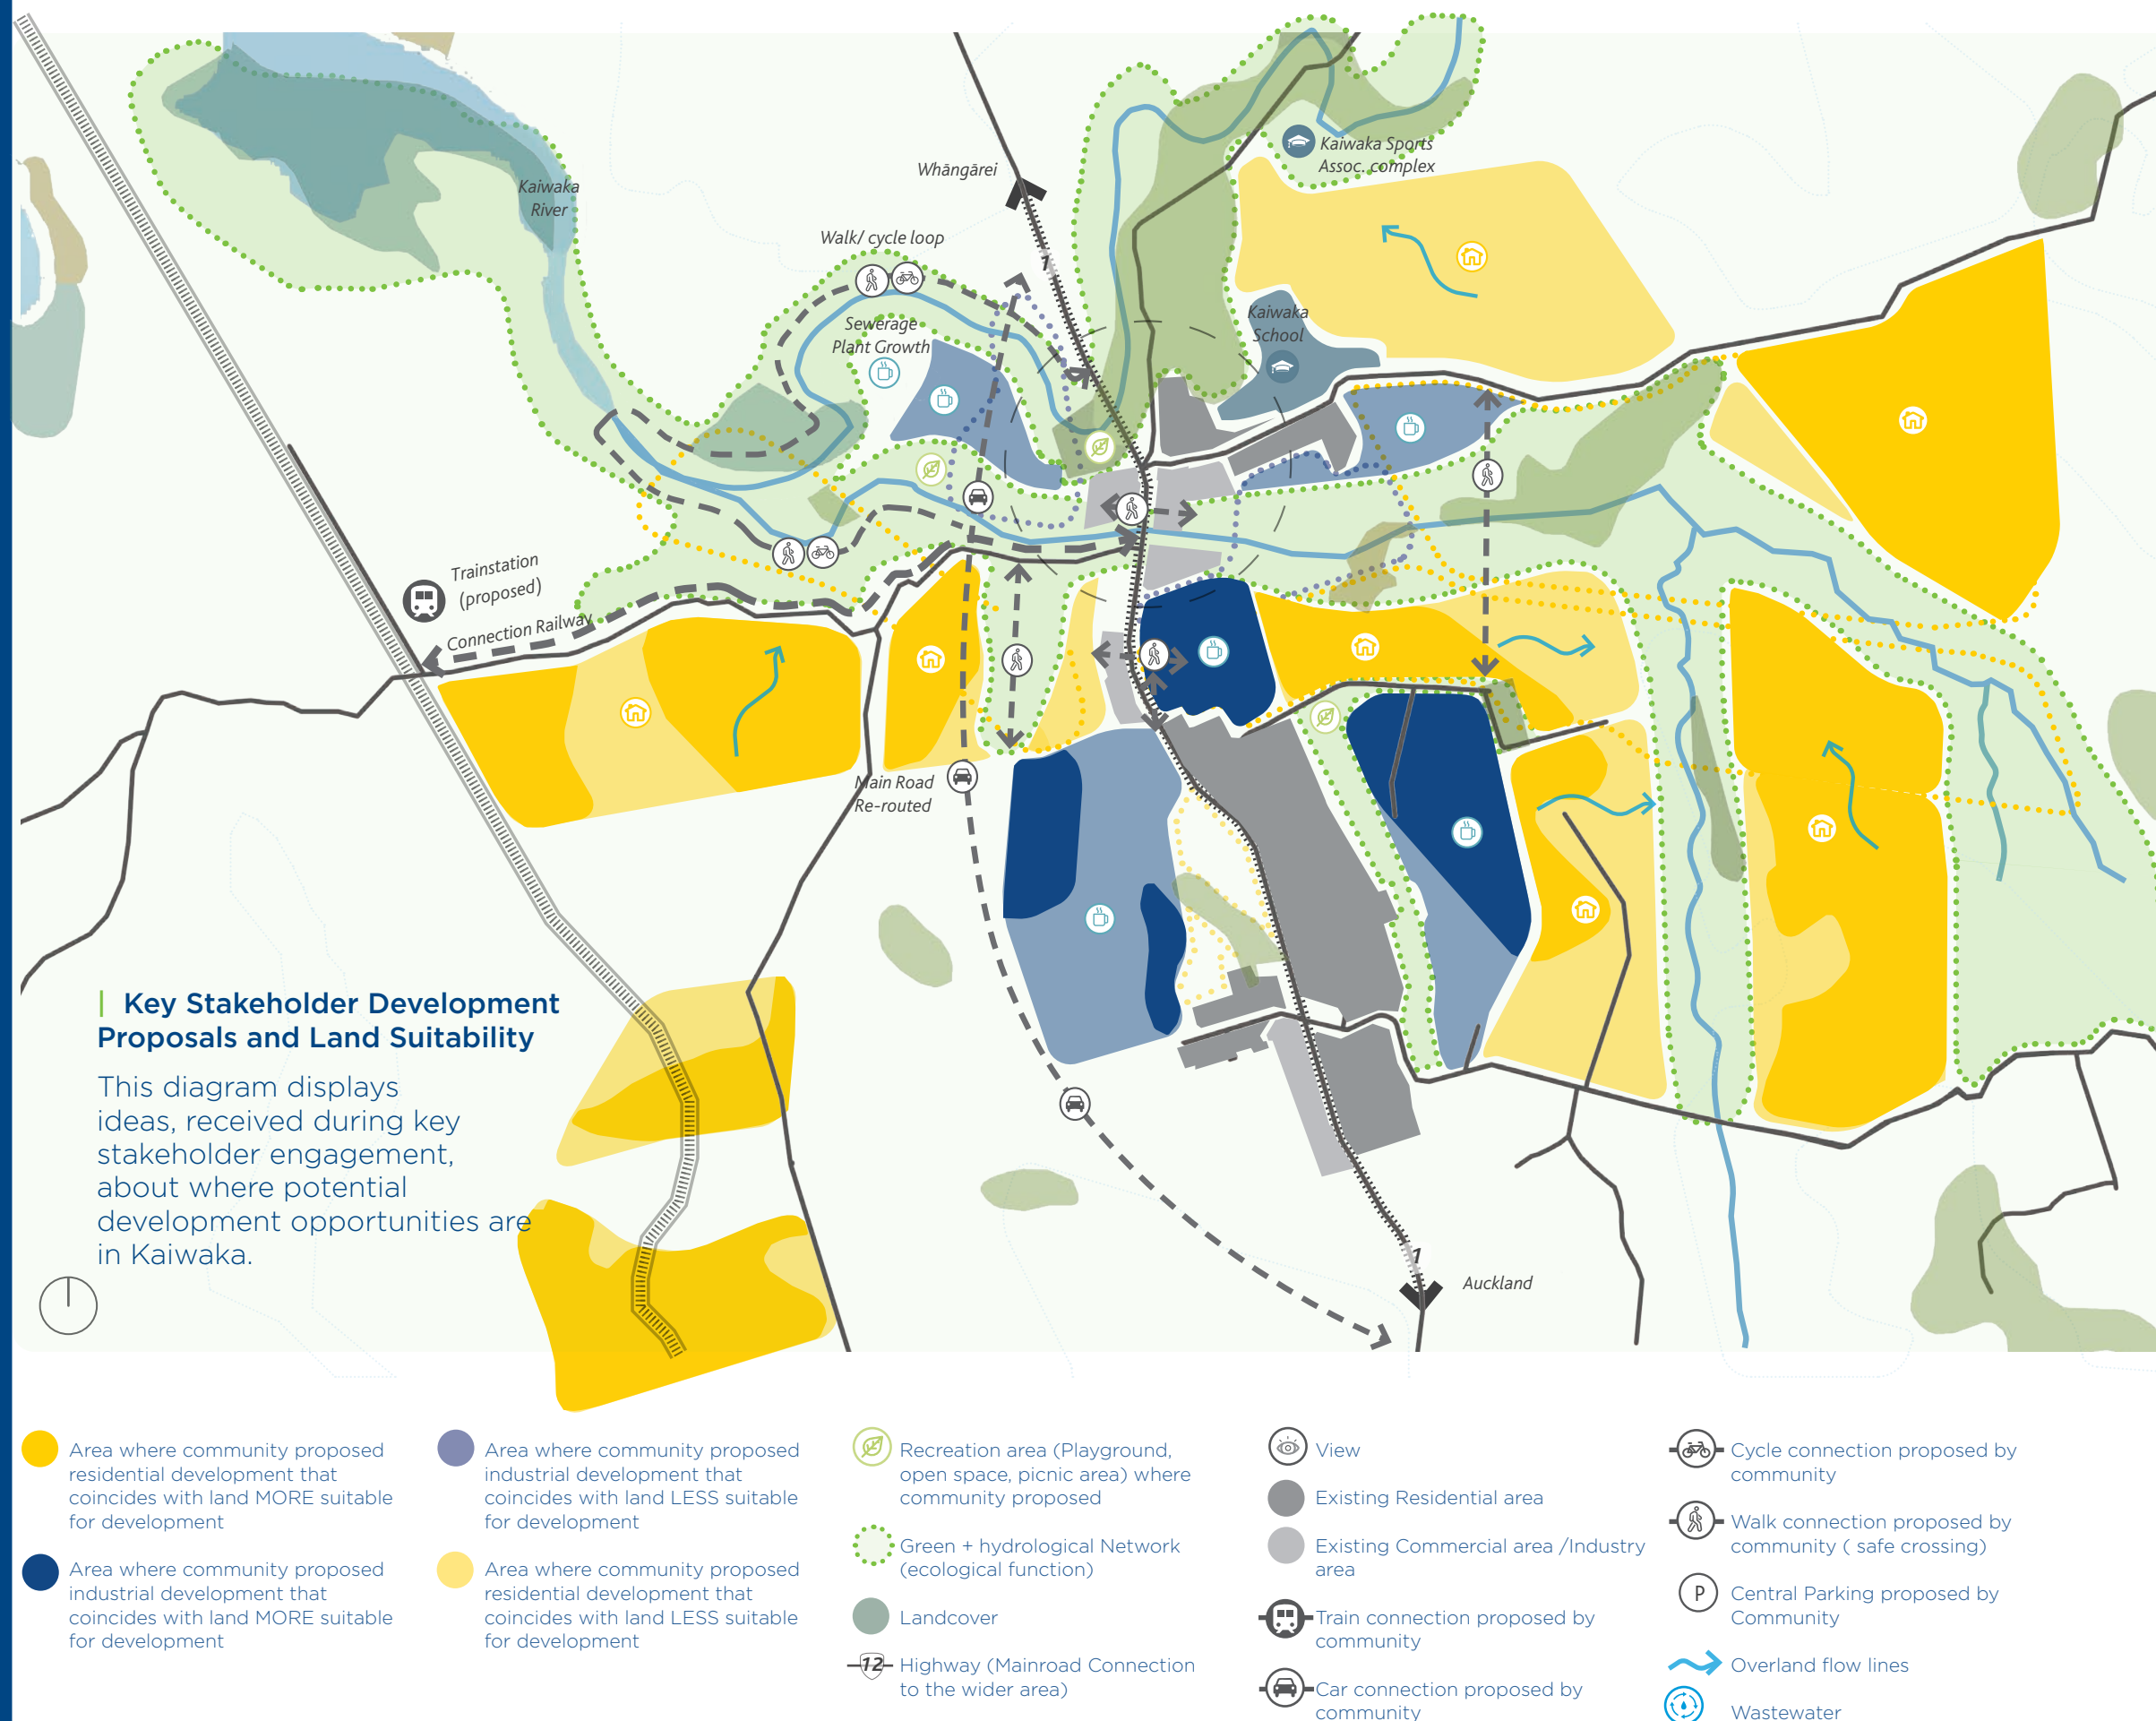 Whāngārei
Kaiwaka Sports
Assoc. complex
Kaiwaka
River
Walk/ cycle loop
1
Sewerage
Plant Growth
Kaiwaka
School
Trainstation
(proposed)
Connection Railway
Main Road
Re-routed
1
Auckland
| Key Stakeholder Development
Proposals and Land Suitability
This diagram displays
ideas, received during key
stakeholder engagement,
about where potential
development opportunities are
in Kaiwaka.
Area where community proposed
residential development that
coincides with land MORE suitable
for development
Area where community proposed
industrial development that
coincides with land MORE suitable
for development
Area where community proposed
industrial development that
coincides with land LESS suitable
for development
Area where community proposed
residential development that
coincides with land LESS suitable
for development
Recreation area (Playground,
open space, picnic area) where
community proposed
Green + hydrological Network
(ecological function)
Landcover
12
Highway (Mainroad Connection
to the wider area)
View
Existing Residential area
Existing Commercial area /Industry
area
Train connection proposed by
community
Car connection proposed by
community
Cycle connection proposed by
community
Walk connection proposed by
community ( safe crossing)
P
Central Parking proposed by
Community
Overland flow lines
Wastewater